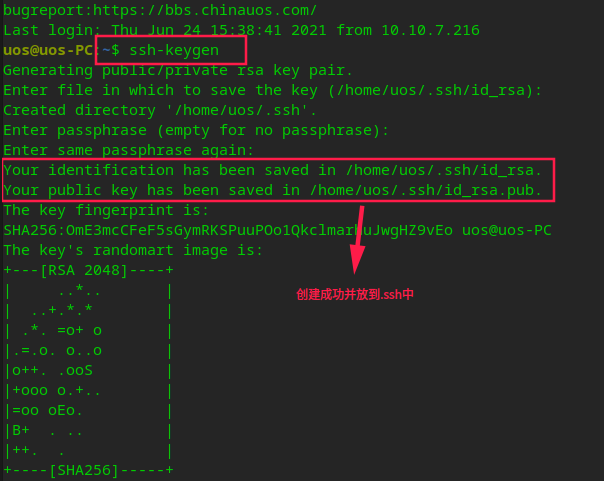 bugreport:https://bbs.chinauos.com/
Last login: Thu Jun 24 15:38:41 2021 from 10.10.7.216
uos@uos-PC:~$ ssh-keygen
Generating public/private rsa key pair.
Enter file in which to save the key (/home/uos/.ssh/id_rsa):
Created directory '/home/uos/.ssh'.
Enter passphrase (empty for no passphrase):
Enter same passphrase again:
Your identification has been saved in /home/uos/.ssh/id_rsa.
Your public key has been saved in /home/uos/.ssh/id_rsa.pub.
The key fingerprint is:
SHA256:OmE3mcCFeF5sGymRKSPuuPOo1QkclmarhuJwgHZ9vEo uos@uos-PC
The key's randomart image is:
+---[RSA 2048]----+
|     ..*..       |
|  ..+.*.*        |
| .*. =o+ o       |
|.=.o. o..o       |
|o++. .ooS        |
|+ooo o.+..       |
|=oo oEo.         |
|B+  . ..         |
|++.  .           |
+----[SHA256]-----+
创建成功并放到.ssh中